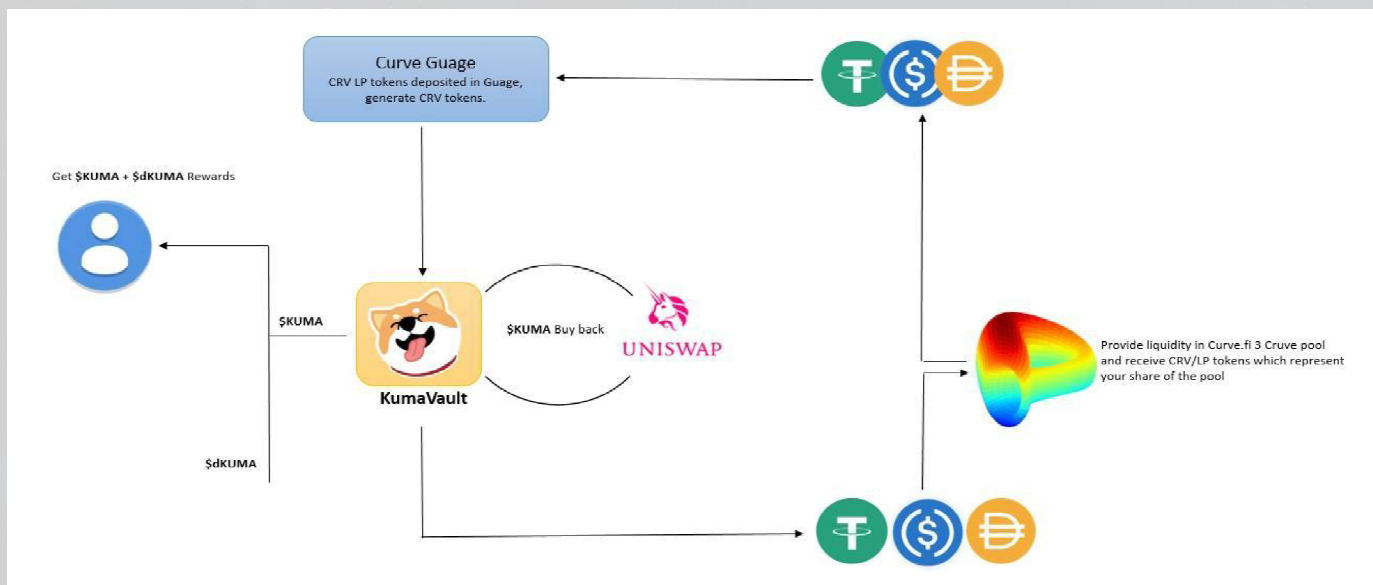 Curve Guage
CRV LP tokens deposited in Guage,
generate CRV tokens.
Get $KUMA + $dKUMA Rewards
$KUMA
$KUMA Buy back
UNISWAP
KumaVault
Provide liquidity in Curve.fi 3 Cruve pool
and receive CRV/LP tokens which represent
your share of the pool
$dKUMA